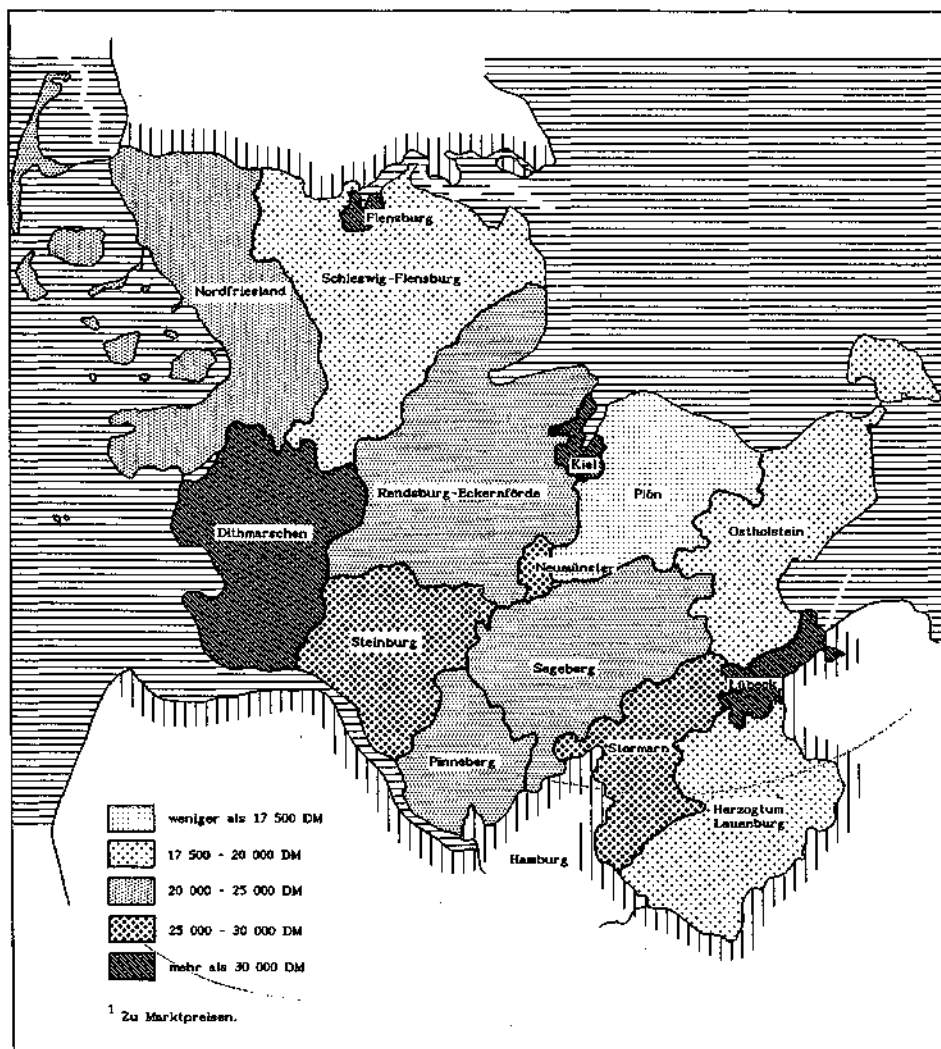 Flensburg
Schleswig-Flensburg
Nordfriesland
Kiel
Rendsburg-Eckernförde
Plön
Dithmarschen
Ostholstein
Neumünster
Steinburg
Segeberg
Lübeck
Stormarn
Pinneberg
Herzogtum
Lauenburg
Hamburg
weniger als 17 500 DM
17 500 - 20 000 DM
20 000 - 25 000 DM
25 000 - 30 000 DM
mehr als 30 000 DM
1 Zu Marktpreisen.